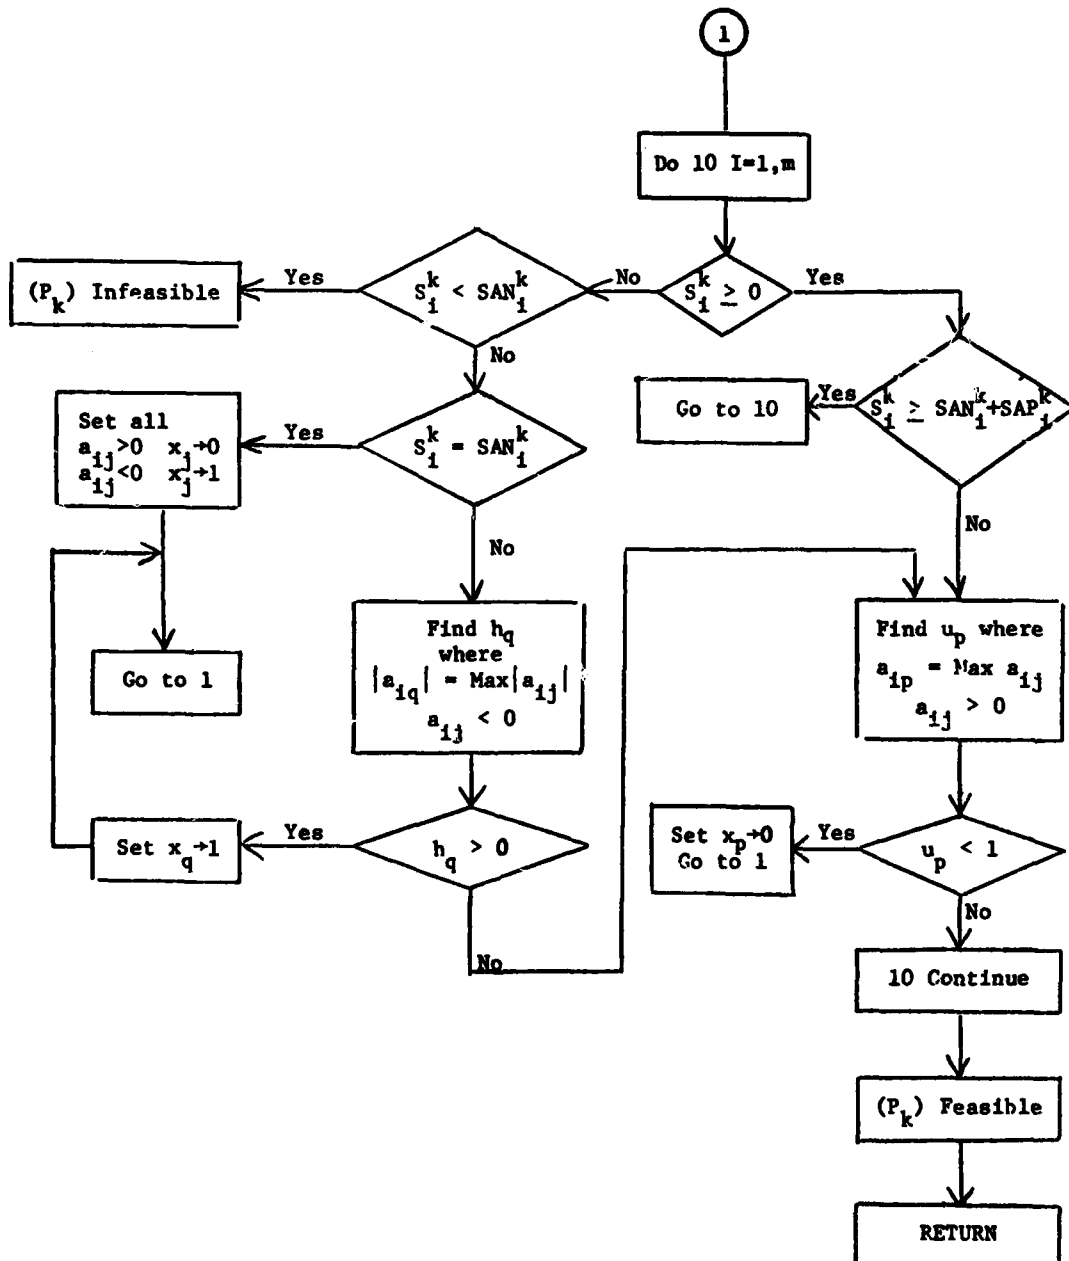 1
Do 10 I=1,m
S_i^k ≥ 0
No
Yes
S_i^k < SAN_i^k
Yes
(P_k) Infeasible
No
S_i^k ≥ SAN_i^k+SAP_i^k
Yes
Go to 10
No
S_i^k = SAN_i^k
Yes
Set all
a_ij>0 x_j→0
a_ij<0 x_j→1
Go to 1
No
Find h_q
where
|a_iq| = Max|a_ij|
a_ij < 0
Find u_p where
a_ip = Max a_ij
a_ij > 0
h_q > 0
Yes
Set x_q→1
No
u_p < 1
Yes
Set x_p→0
Go to 1
No
10 Continue
(P_k) Feasible
RETURN